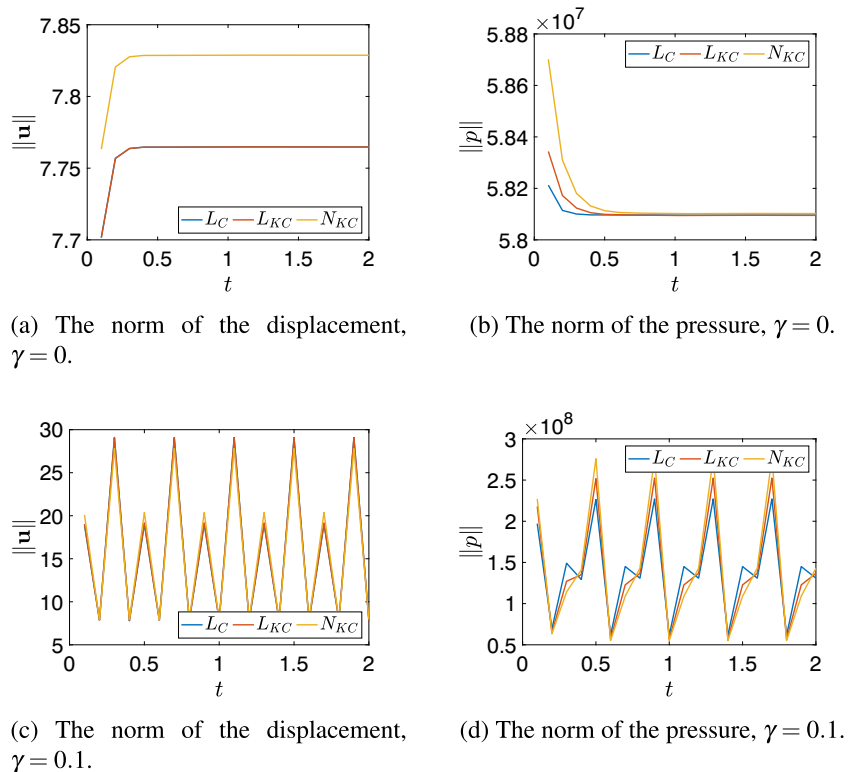 7.85
7.8
7.75
7.7
||u||
0 0.5 1 1.5 2
t
L_C L_KC N_KC
(a) The norm of the displacement,
γ = 0.
×10^7
5.88
5.86
5.84
5.82
5.8
||p||
0 0.5 1 1.5 2
t
L_C L_KC N_KC
(b) The norm of the pressure, γ = 0.
30
25
20
15
10
5
||u||
0 0.5 1 1.5 2
t
L_C L_KC N_KC
(c) The norm of the displacement,
γ = 0.1.
×10^8
3
2.5
2
1.5
1
0.5
||p||
0 0.5 1 1.5 2
t
L_C L_KC N_KC
(d) The norm of the pressure, γ = 0.1.